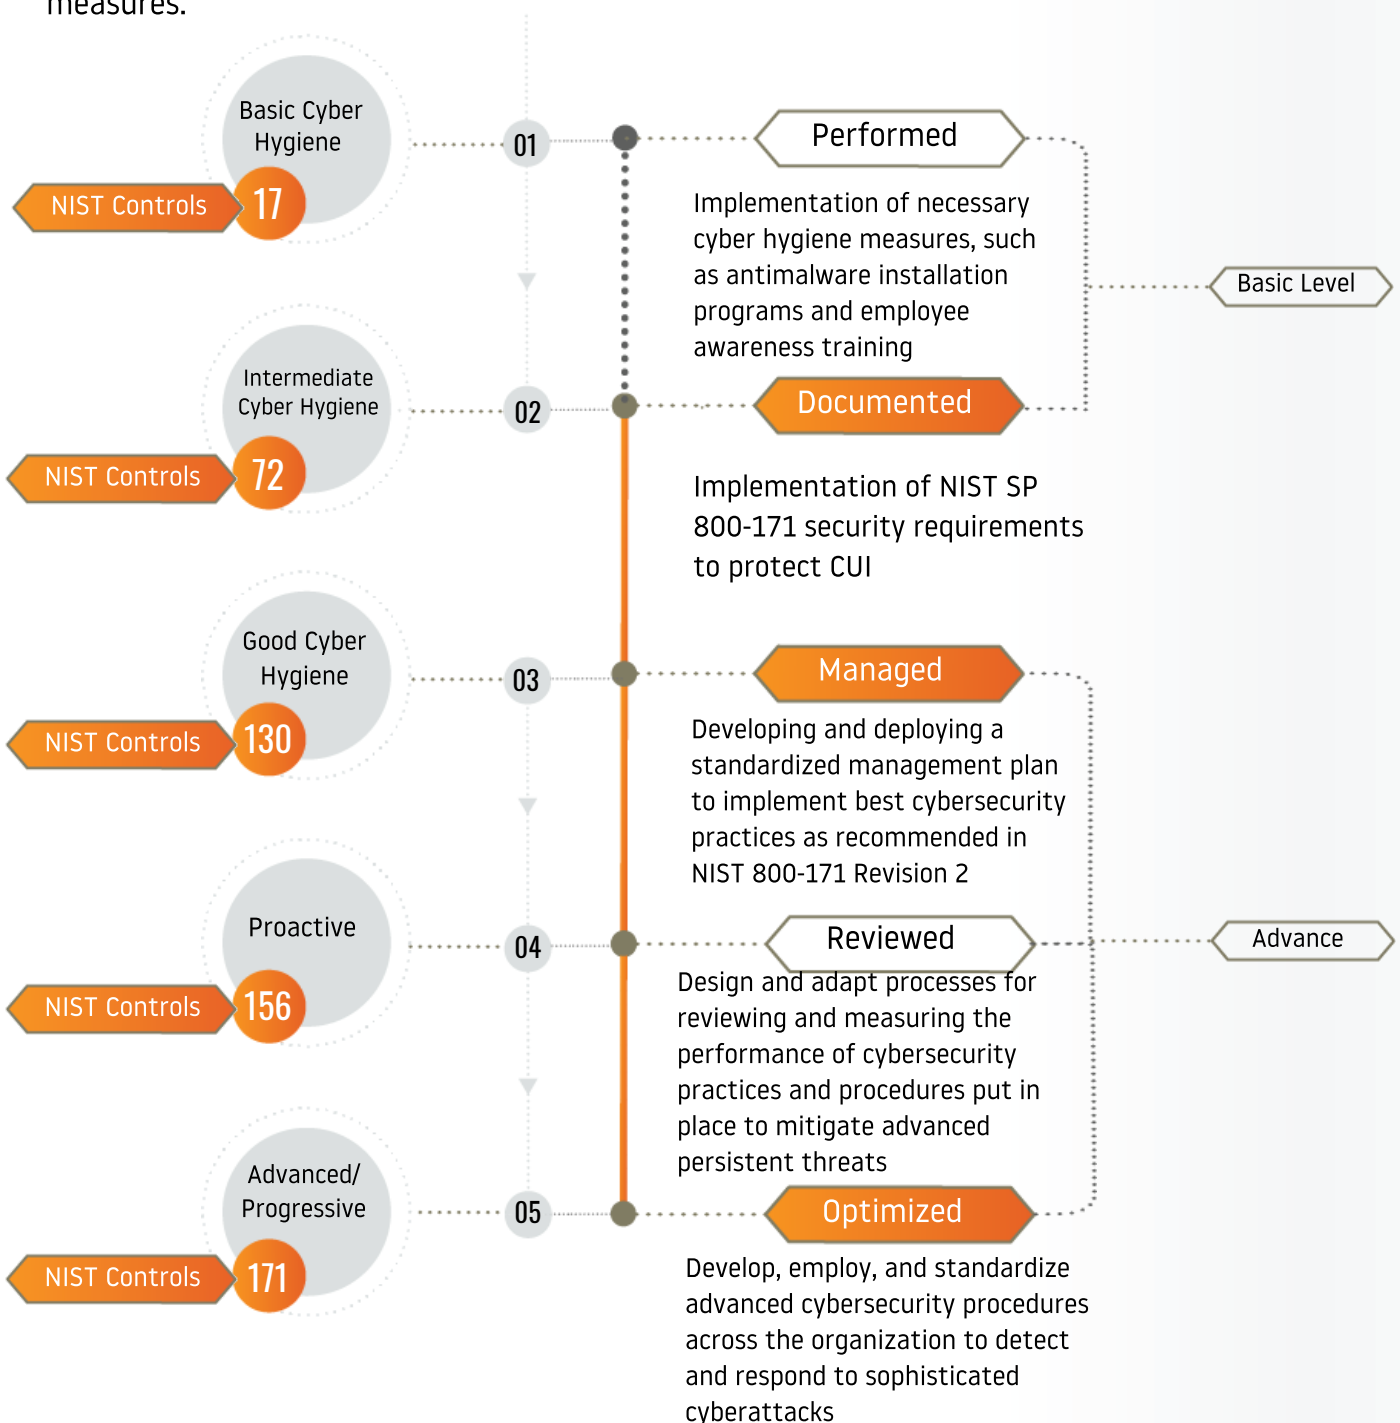 measures.
Basic Cyber
Hygiene
NIST Controls
17
01
Performed
Implementation of necessary
cyber hygiene measures, such
as antimalware installation
programs and employee
awareness training
Basic Level
Intermediate
Cyber Hygiene
NIST Controls
72
02
Documented
Implementation of NIST SP
800-171 security requirements
to protect CUI
Good Cyber
Hygiene
NIST Controls
130
03
Managed
Developing and deploying a
standardized management plan
to implement best cybersecurity
practices as recommended in
NIST 800-171 Revision 2
Proactive
NIST Controls
156
04
Reviewed
Design and adapt processes for
reviewing and measuring the
performance of cybersecurity
practices and procedures put in
place to mitigate advanced
persistent threats
Advance
Advanced/
Progressive
NIST Controls
171
05
Optimized
Develop, employ, and standardize
advanced cybersecurity procedures
across the organization to detect
and respond to sophisticated
cyberattacks